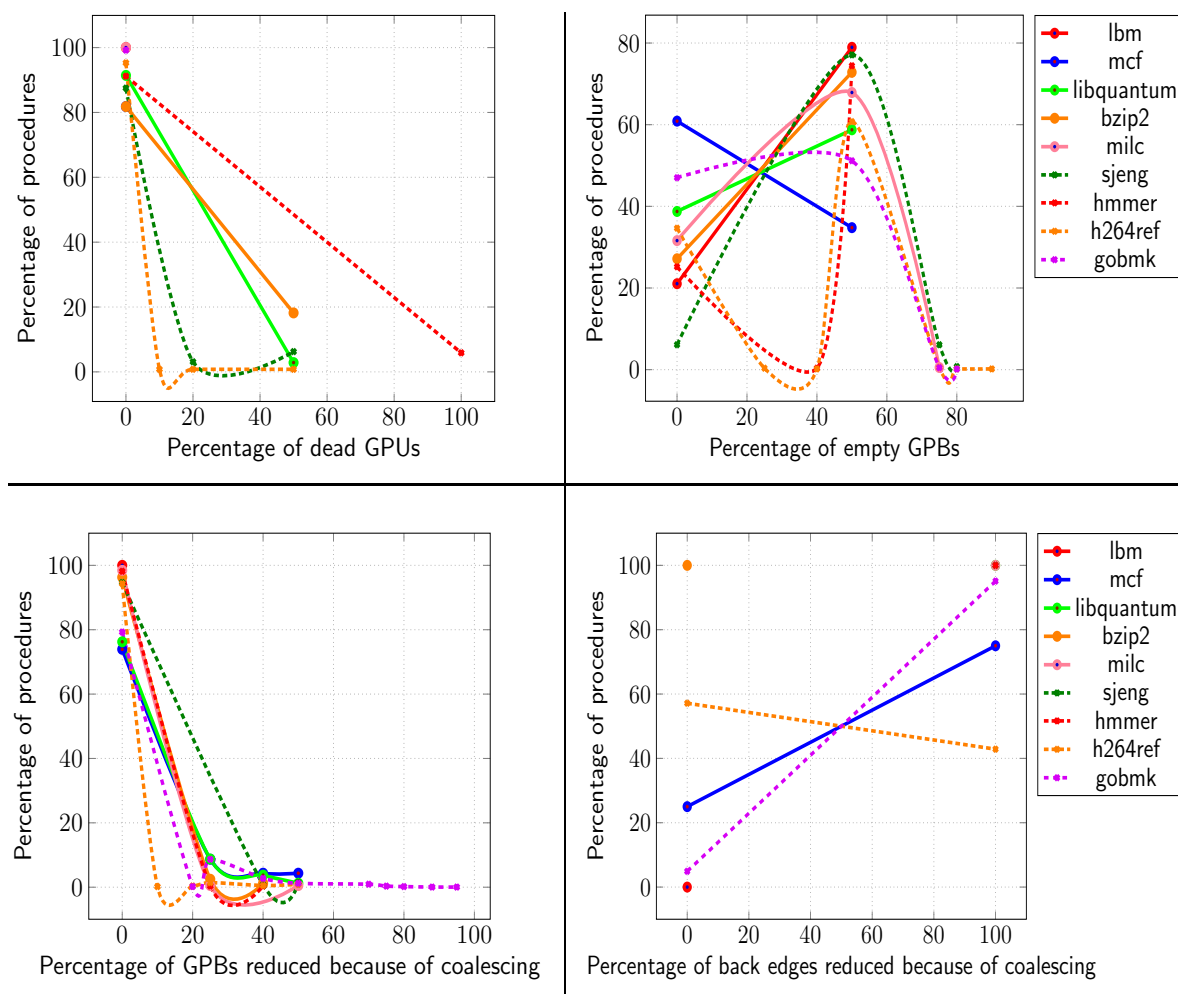 100
80
60
40
20
0
Percentage of procedures
0 20 40 60 80 100
Percentage of dead GPUs
80
60
40
20
0
Percentage of procedures
0 20 40 60 80
Percentage of empty GPBs
lbm
mcf
libquantum
bzip2
milc
sjeng
hmmer
h264ref
gobmk
100
80
60
40
20
0
Percentage of procedures
0 20 40 60 80 100
Percentage of GPBs reduced because of coalescing
100
80
60
40
20
0
Percentage of procedures
0 20 40 60 80 100
Percentage of back edges reduced because of coalescing
lbm
mcf
libquantum
bzip2
milc
sjeng
hmmer
h264ref
gobmk